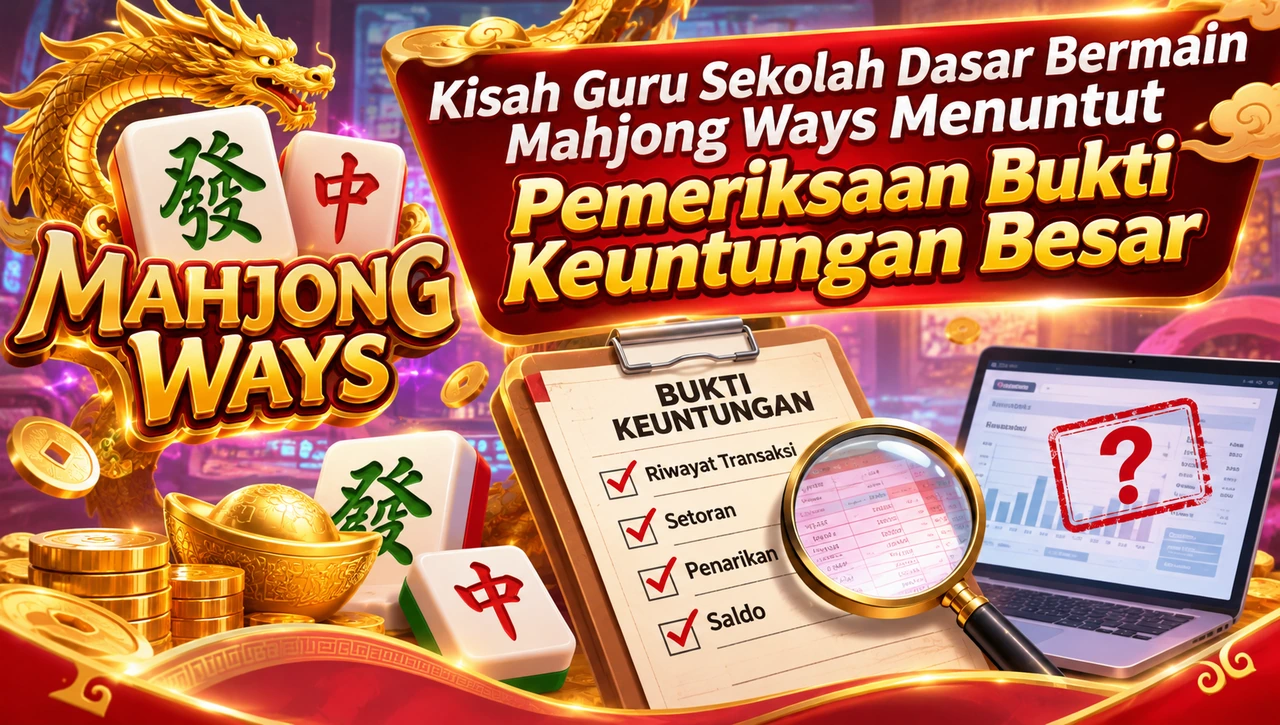 發
中
MAHJONG
WAYS
Kisah Guru Sekolah Dasar Bermain
Mahjong Ways Menuntut
Pemeriksaan Bukti
Keuntungan Besar
發
中
BUKTI
KEUNTUNGAN
Riwayat Transaksi
Setoran
Penarikan
Saldo
?